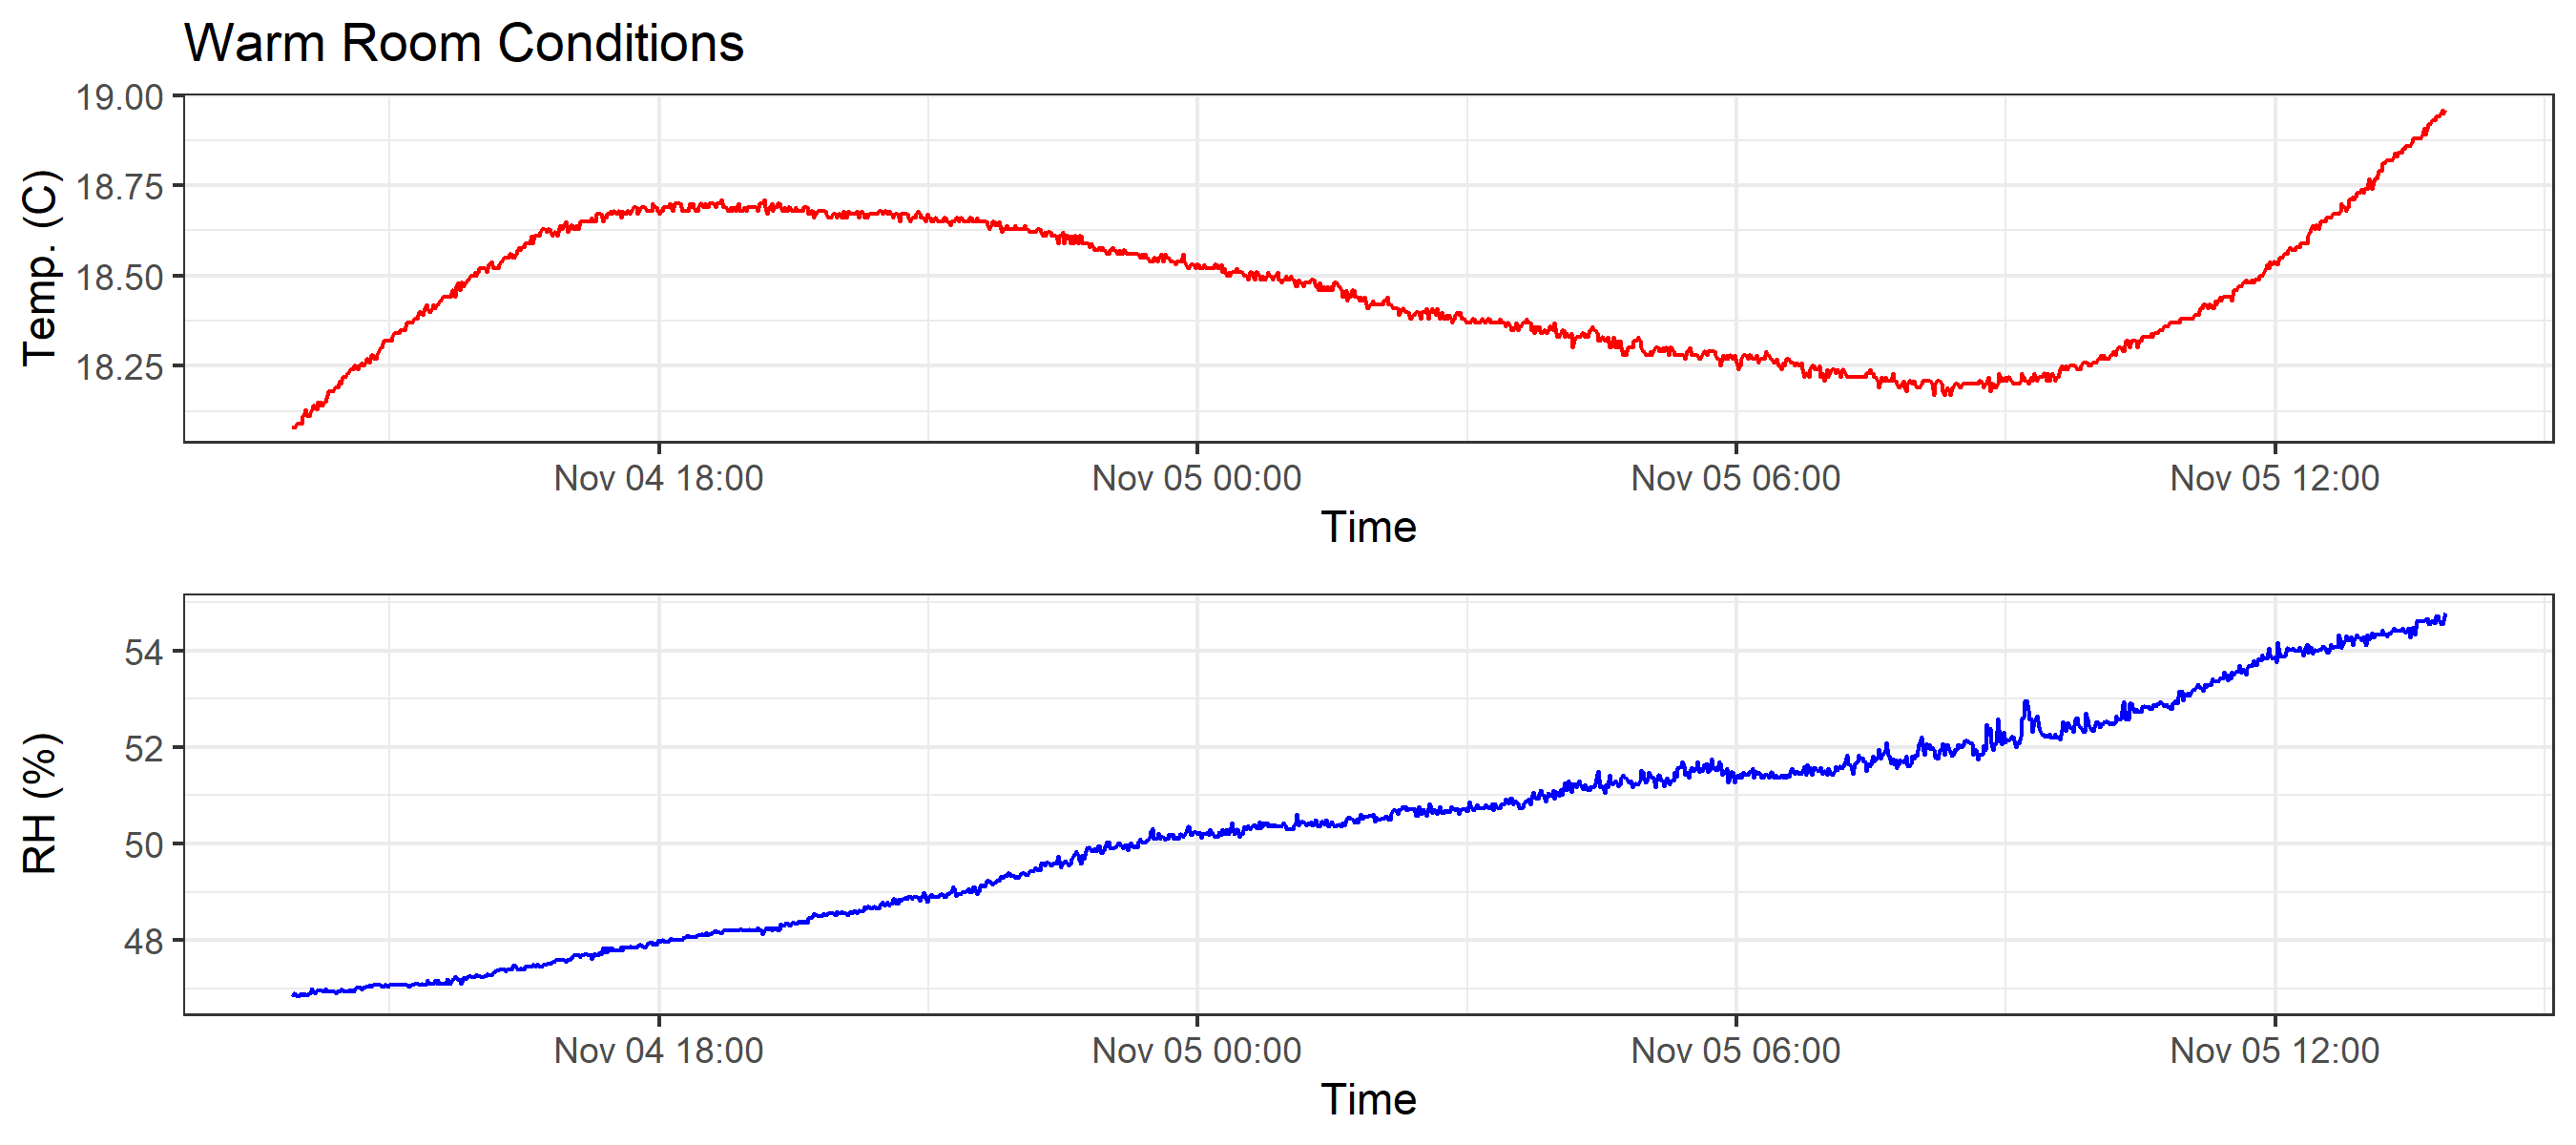 Warm Room Conditions
19.00
18.75
18.50
18.25
Temp. (C)
Nov 04 18:00 Nov 05 00:00 Nov 05 06:00 Nov 05 12:00
Time
54
52
50
48
RH (%)
Nov 04 18:00 Nov 05 00:00 Nov 05 06:00 Nov 05 12:00
Time